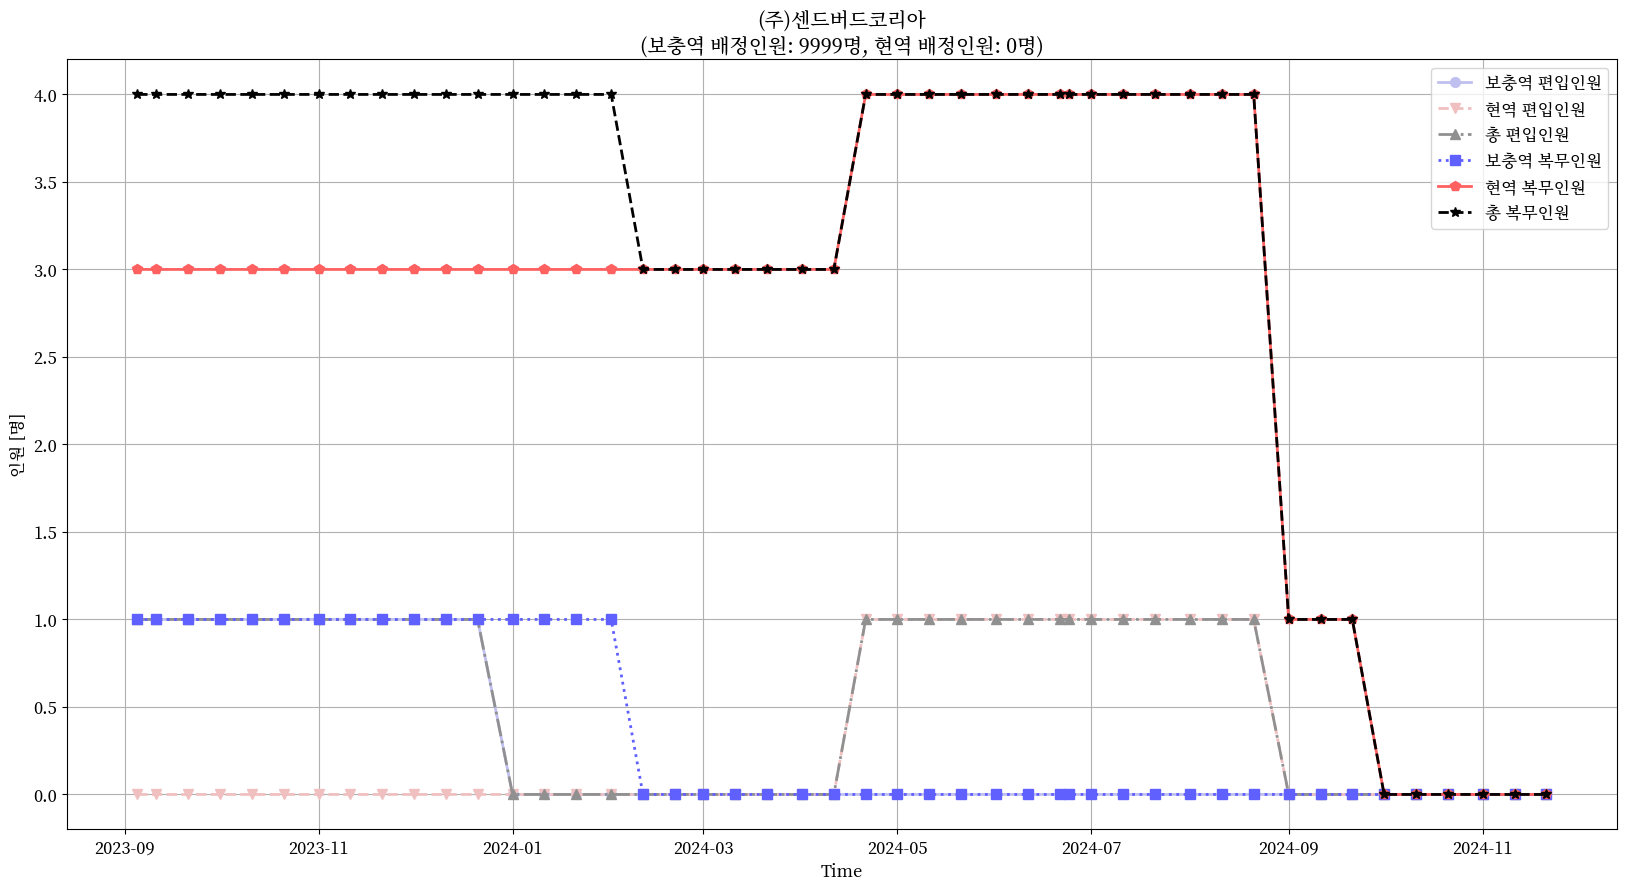 (주)센드버드코리아
(보충역 배정인원: 9999명, 현역 배정인원: 0명)
보충역 편입인원
현역 편입인원
총 편입인원
보충역 복무인원
현역 복무인원
총 복무인원
4.0
3.5
3.0
2.5
2.0
1.5
1.0
0.5
0.0
인원 [명]
2023-09 2023-11 2024-01 2024-03 2024-05 2024-07 2024-09 2024-11
Time